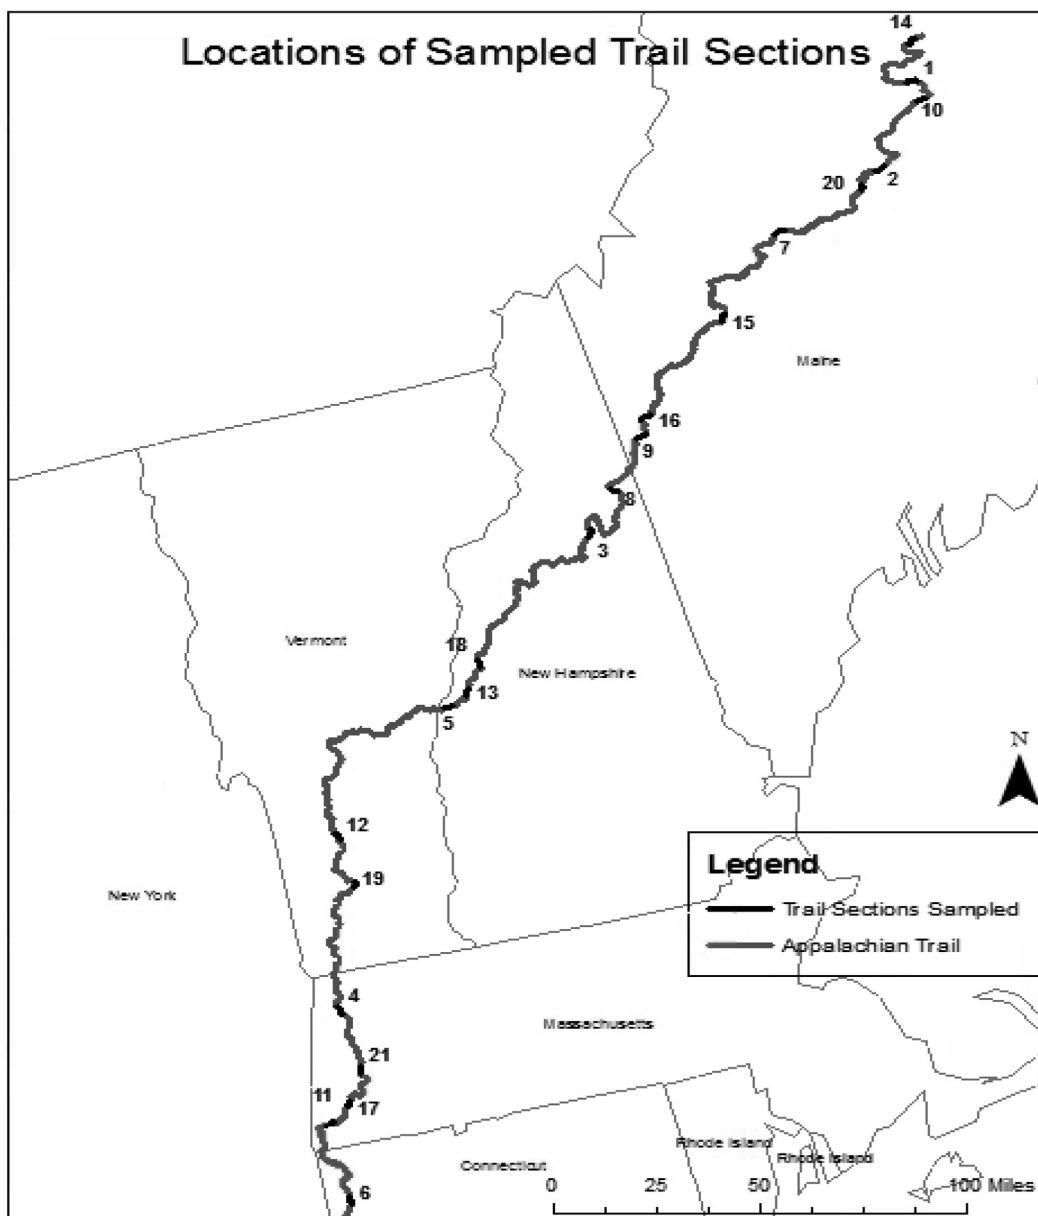 14
Locations of Sampled Trail Sections
1
10
20
2
7
15
Maine
16
9
8
3
Vermont
18
New Hampshire
13
5
N
12
Legend
19
New York
Trail Sections Sampled
Appalachian Trail
4
Massachusetts
21
11
17
Rhode Island
Rhode Island
Connecticut
6
0 25 50 100 Miles